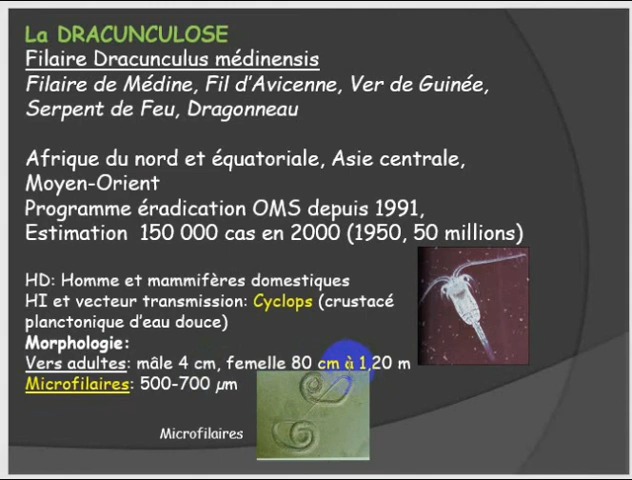 La DRACUNCULOSE
Filaire Dracunculus médinensis
Filaire de Médine, Fil d'Avicenne, Ver de Guinée,
Serpent de Feu, Dragonneau
Afrique du nord et équatoriale, Asie centrale,
Moyen-Orient
Programme éradication OMS depuis 1991,
Estimation 150 000 cas en 2000 (1950, 50 millions)
HD: Homme et mammifères domestiques
HI et vecteur transmission: Cyclops (crustacé
planctonique d'eau douce)
Morphologie:
Vers adultes: mâle 4 cm, femelle 80 cm à 1,20 m
Microfilaires: 500-700 µm
Microfilaires